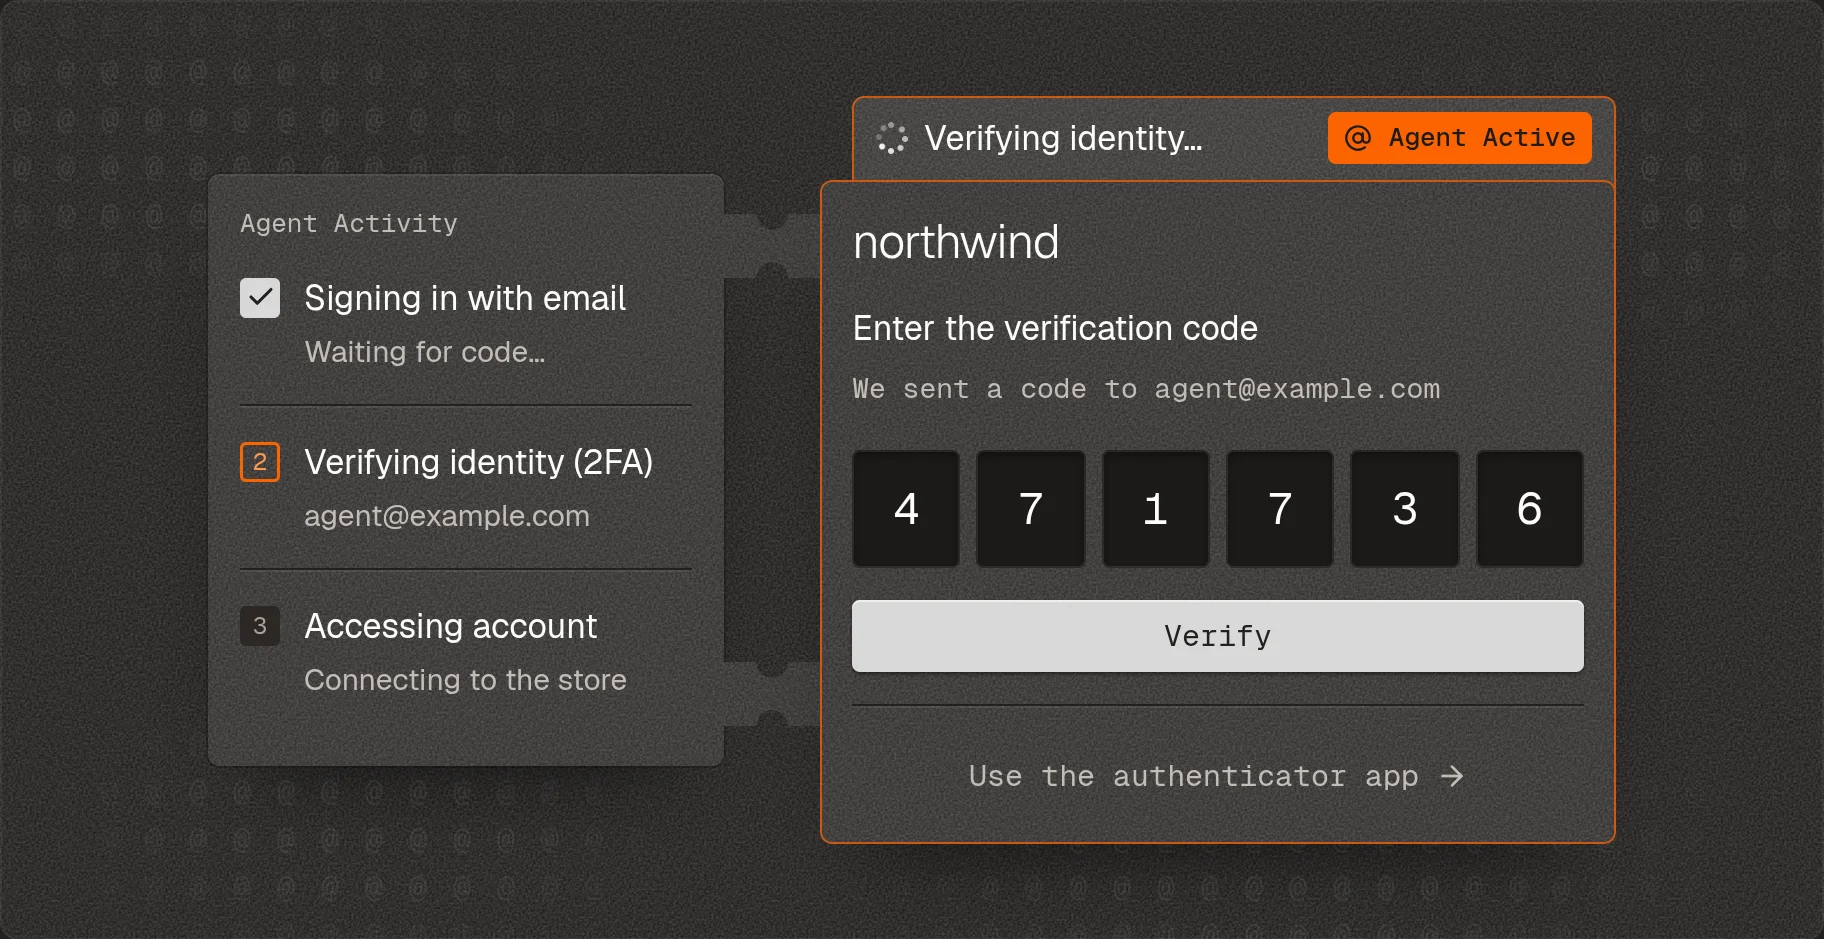 Agent Activity
Signing in with email
Waiting for code…
2
Verifying identity (2FA)
agent@example.com
3
Accessing account
Connecting to the store
Verifying identity…
@ Agent Active
northwind
Enter the verification code
We sent a code to agent@example.com
4 7 1 7 3 6
Verify
Use the authenticator app →